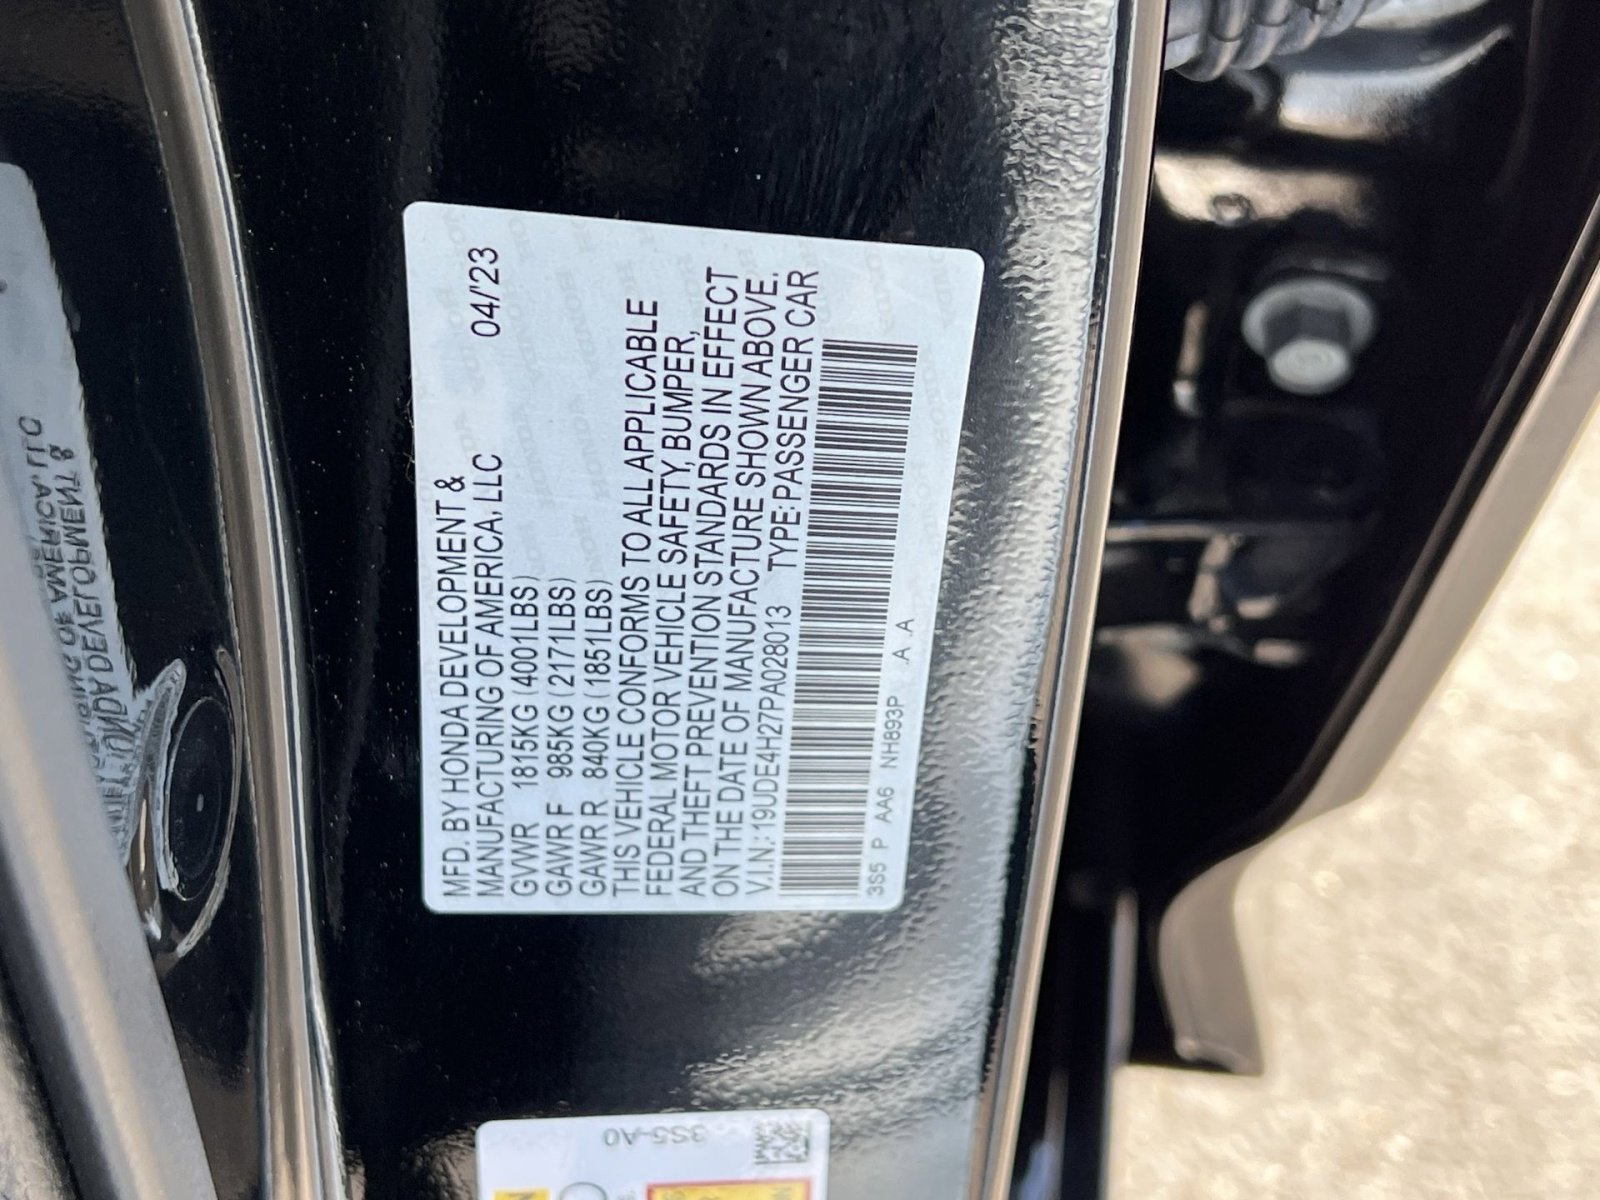 MFD. BY HONDA DEVELOPMENT &
MANUFACTURING OF AMERICA, LLC 04/'23
GVWR 1815KG (4001LBS)
GAWR F 985KG (2171LBS)
GAWR R 840KG (1851LBS)
THIS VEHICLE CONFORMS TO ALL APPLICABLE
FEDERAL MOTOR VEHICLE SAFETY, BUMPER,
AND THEFT PREVENTION STANDARDS IN EFFECT
ON THE DATE OF MANUFACTURE SHOWN ABOVE.
V.I.N.: 19UDE4H27PA028013 TYPE: PASSENGER CAR
3S5 P AA6 NH893P .A .A
3S5-A0